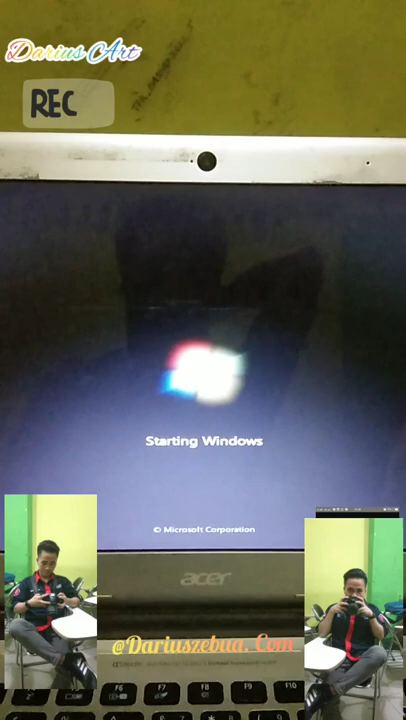 Darius Art
REC
Starting Windows
© Microsoft Corporation
acer
@Dariuszebua. Com
F6
F7
F8
F9
F10